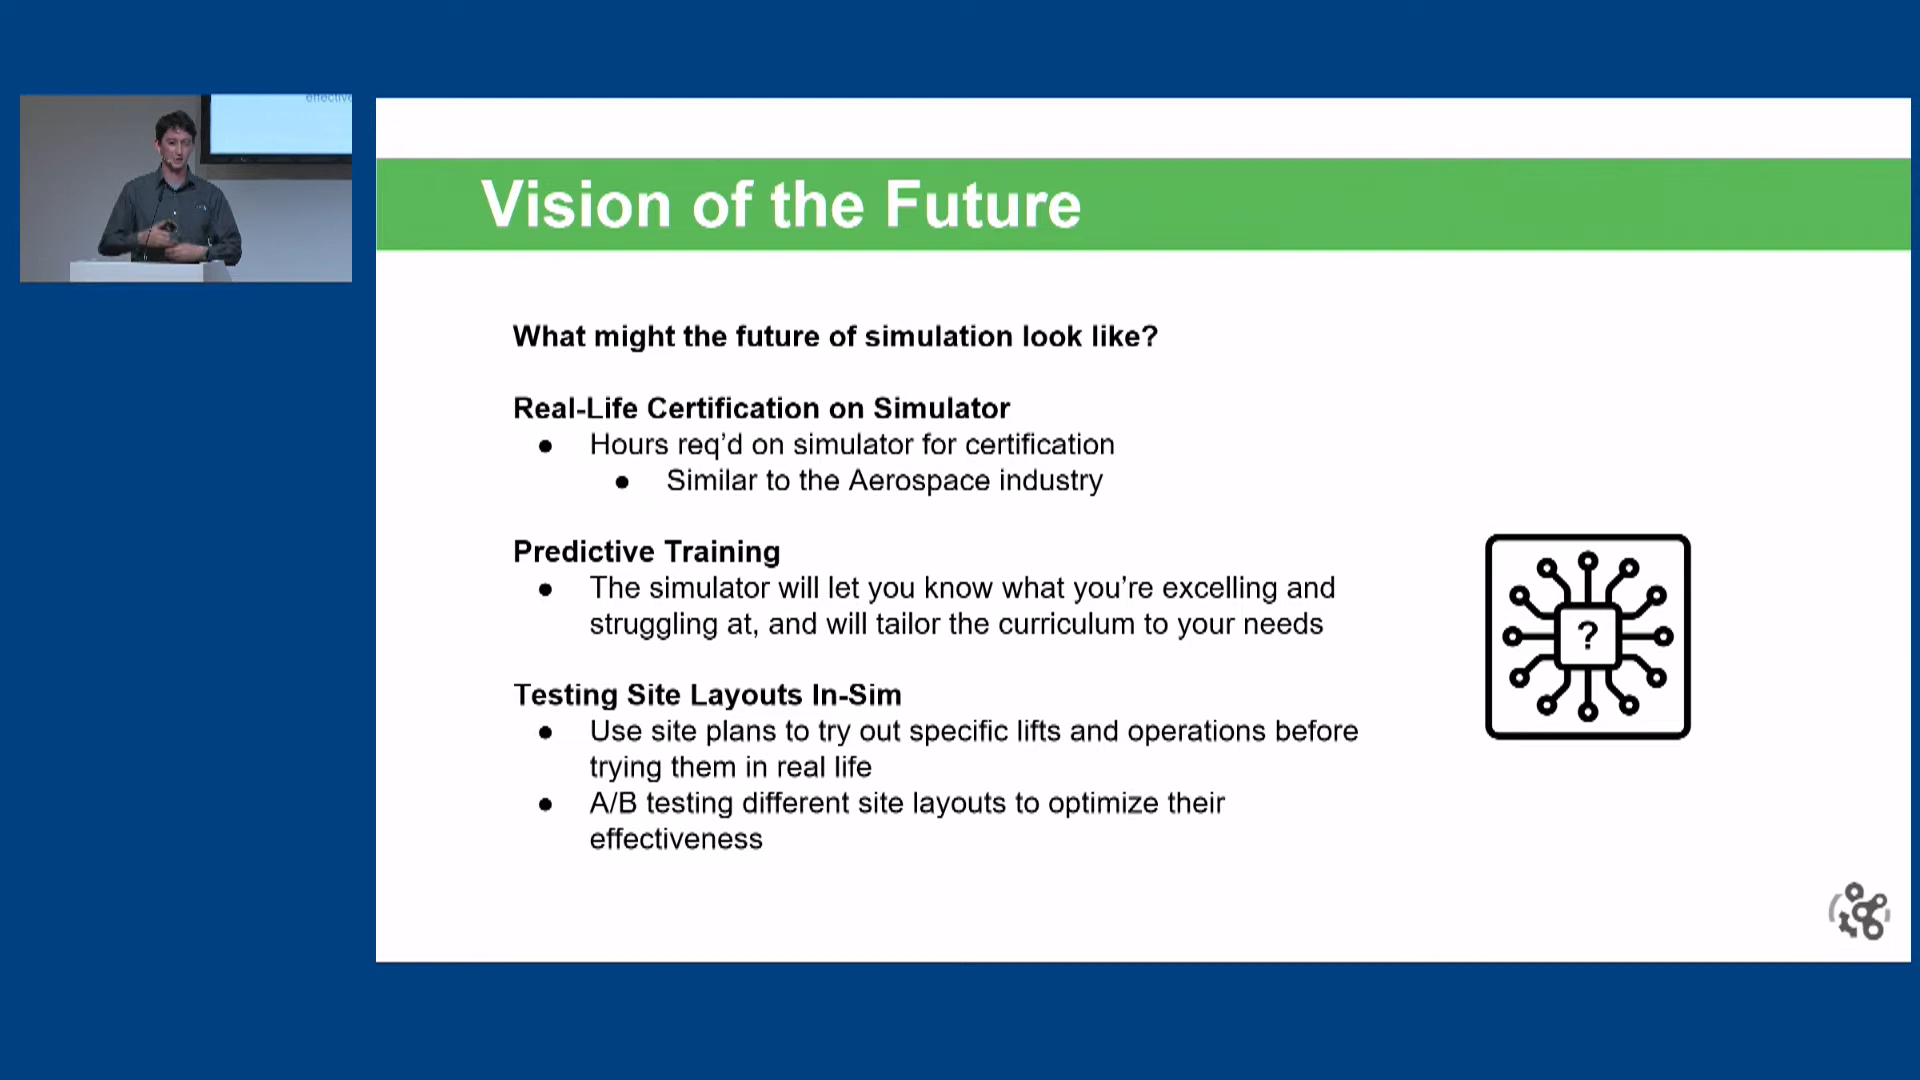 effective
Vision of the Future
What might the future of simulation look like?
Real-Life Certification on Simulator
● Hours req’d on simulator for certification
● Similar to the Aerospace industry
Predictive Training
● The simulator will let you know what you’re excelling and
struggling at, and will tailor the curriculum to your needs
?
Testing Site Layouts In-Sim
● Use site plans to try out specific lifts and operations before
trying them in real life
● A/B testing different site layouts to optimize their
effectiveness